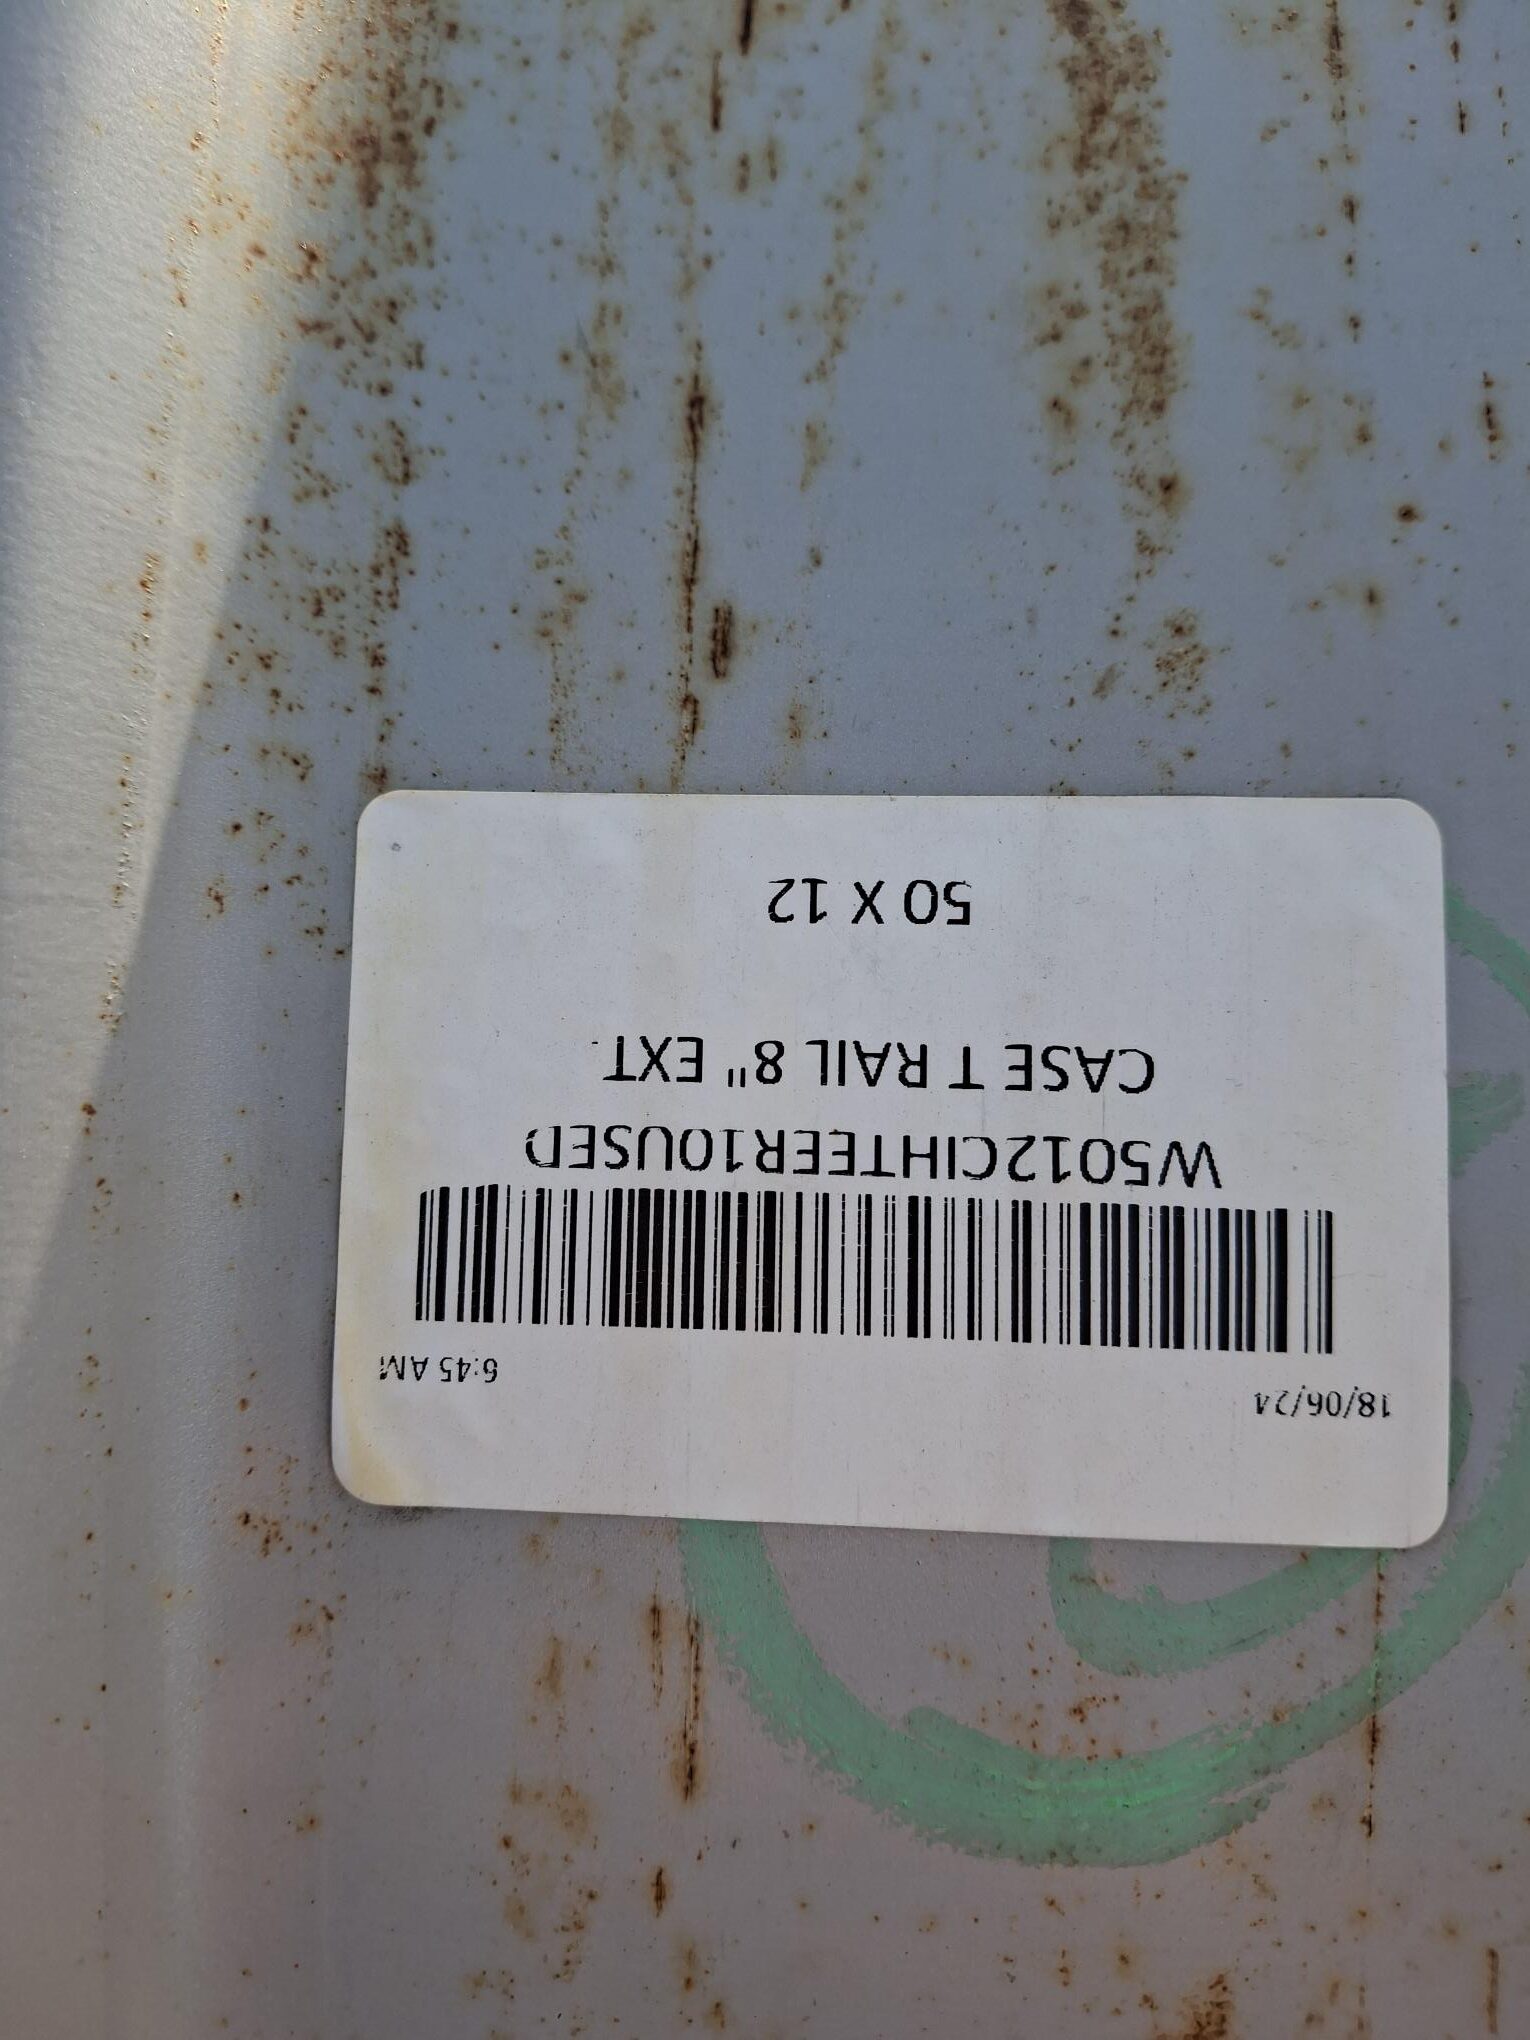 18/06/24
6:45 AM
W5012CIHTEER10USED
CASE T RAIL 8" EXT
50 X 12